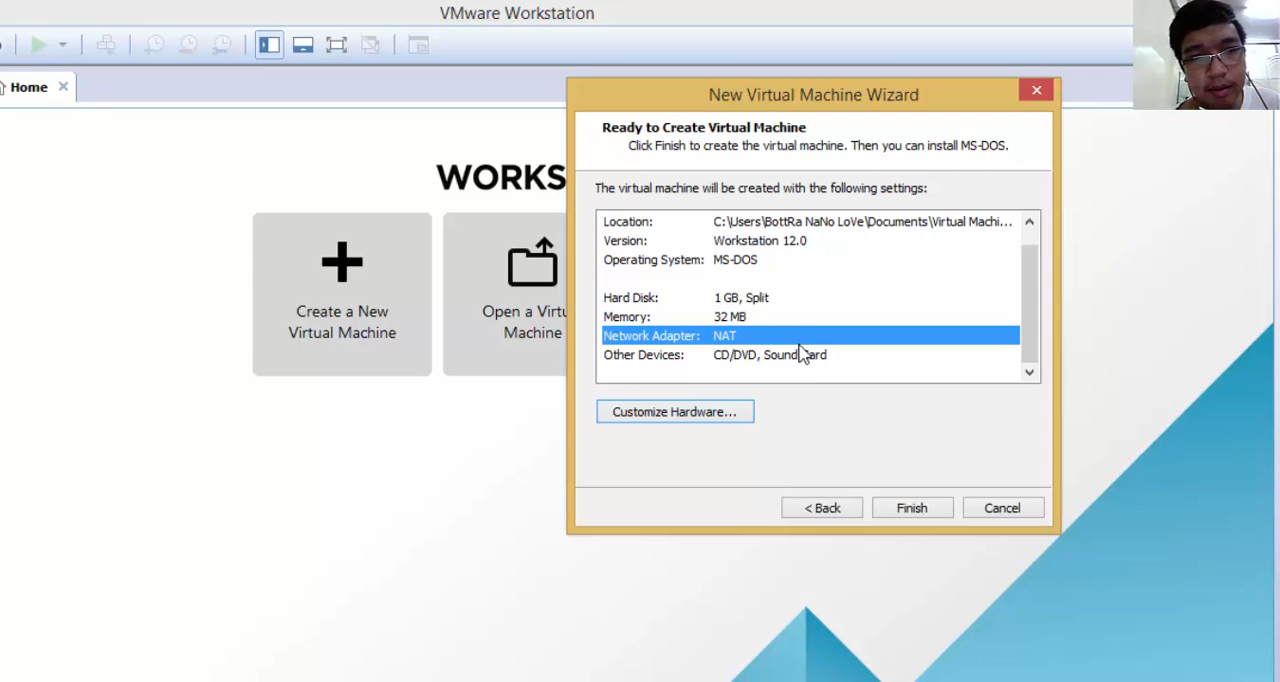 VMware Workstation
Home
New Virtual Machine Wizard
Ready to Create Virtual Machine
Click Finish to create the virtual machine. Then you can install MS-DOS.
The virtual machine will be created with the following settings:
Location: C:\Users\BottRa NaNo LoVe\Documents\Virtual Machi...
Version: Workstation 12.0
Operating System: MS-DOS
Hard Disk: 1 GB, Split
Memory: 32 MB
Network Adapter: NAT
Other Devices: CD/DVD, Sound Card
Customize Hardware...
< Back
Finish
Cancel
WORKS
Create a New
Virtual Machine
Open a Virtu
Machine